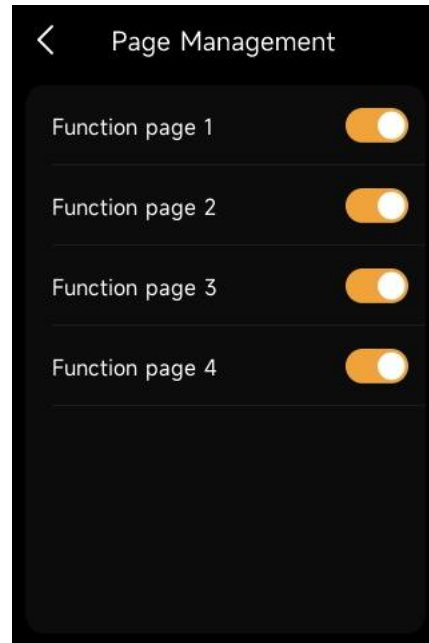 Page Management
Function page 1
Function page 2
Function page 3
Function page 4